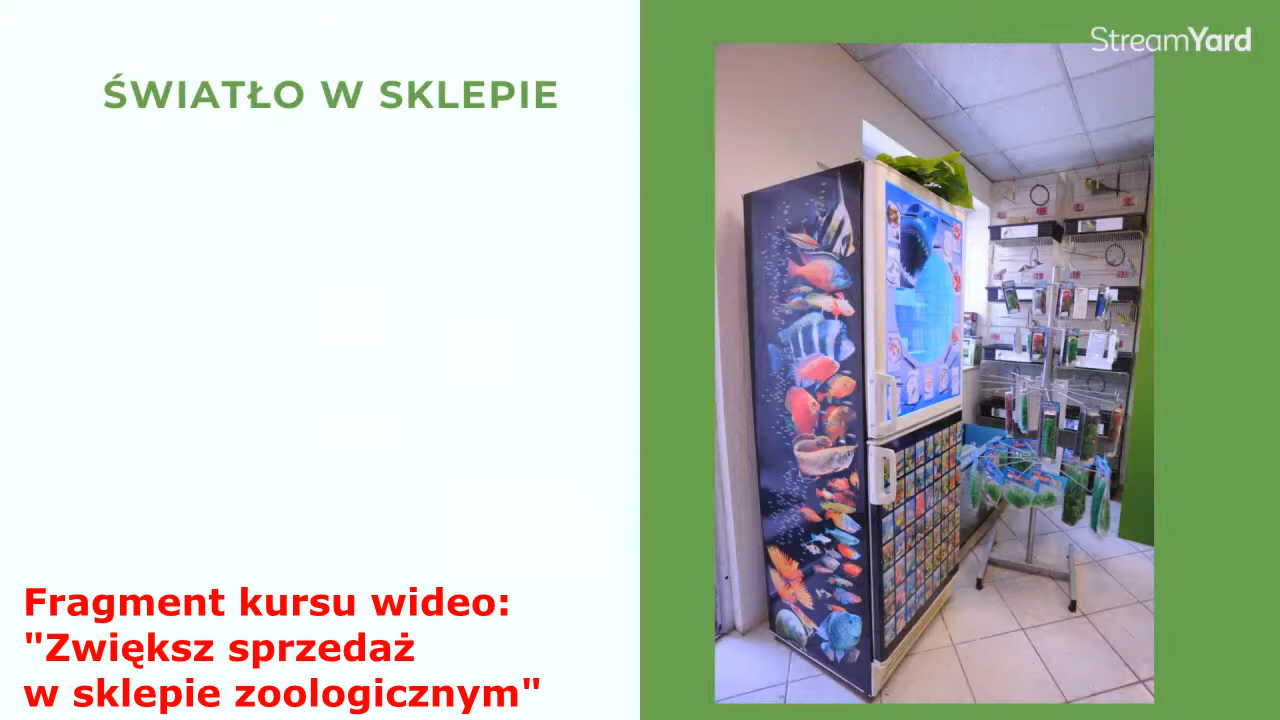 StreamYard
ŚWIATŁO W SKLEPIE
Fragment kursu wideo:
"Zwiększ sprzedaż
w sklepie zoologicznym"